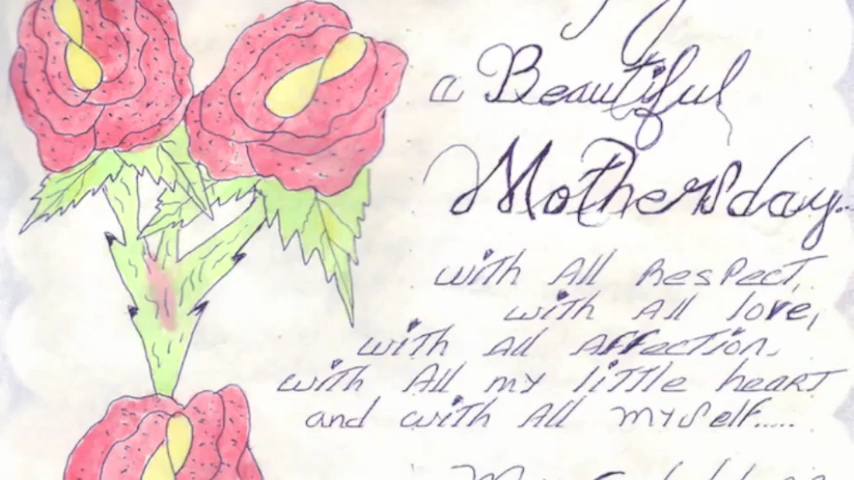 a Beautiful
Mothersday..
with All Respect,
with All love,
with All Affection,
with All my little heart
and with All myself.....